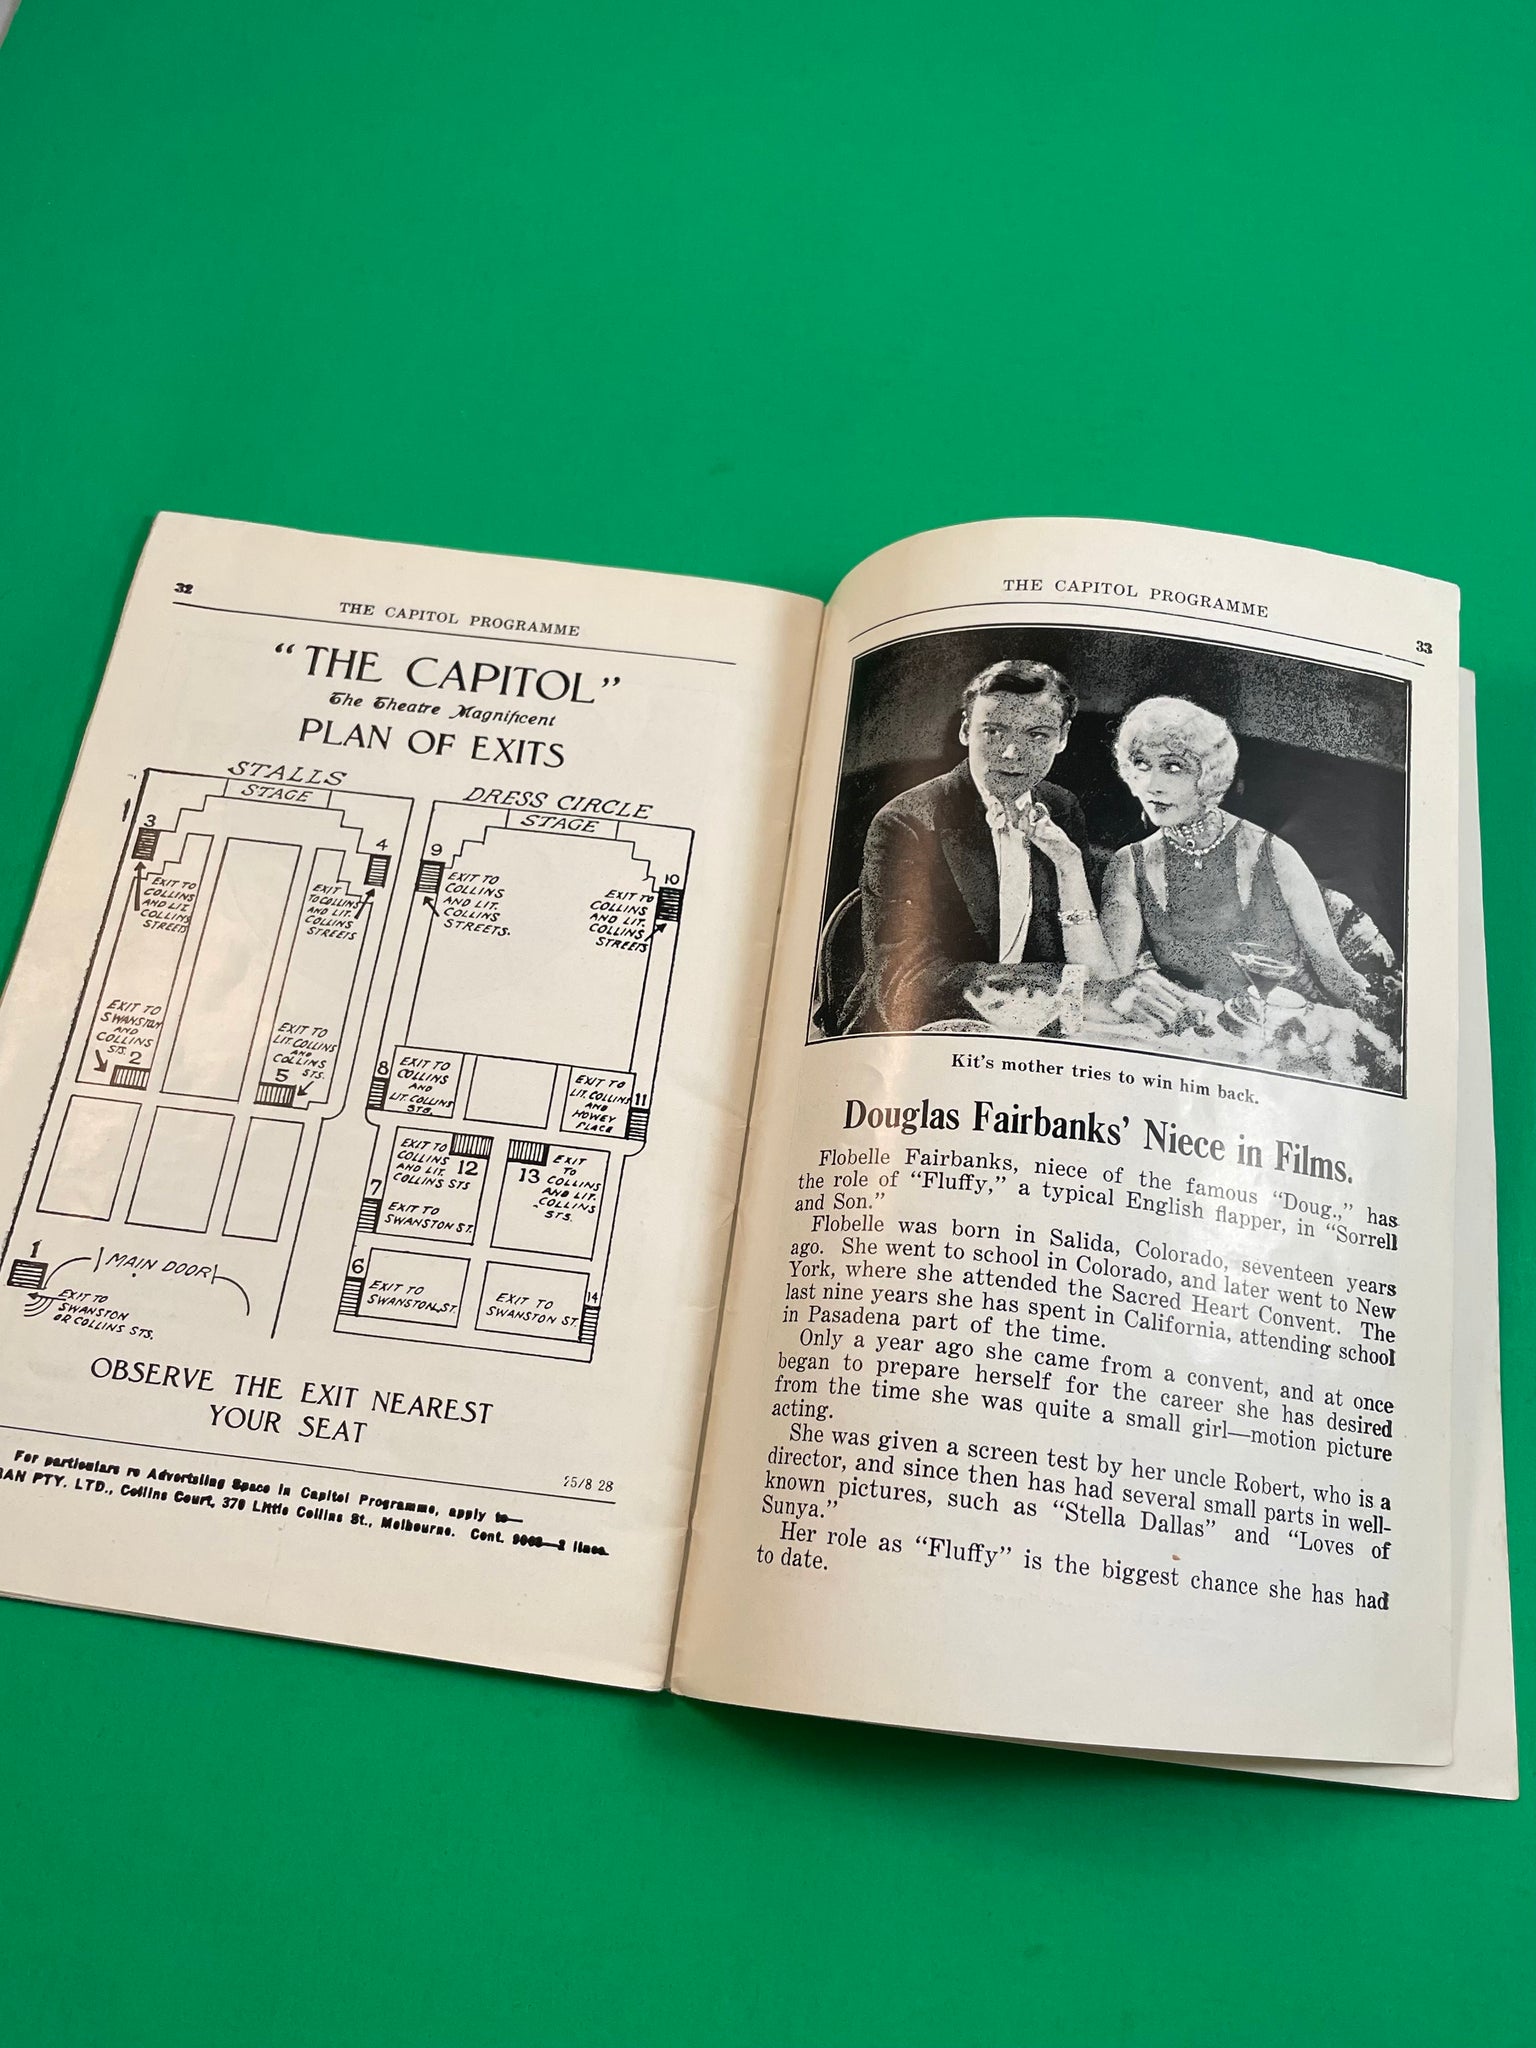 32
THE CAPITOL PROGRAMME
"THE CAPITOL"
The Theatre Magnificent
PLAN OF EXITS
STALLS
STAGE
3
EXIT TO
COLLINS
AND LIT.
COLLINS
STREETS
4
EXIT
TO COLLINS
AND LIT.
COLLINS
STREETS
EXIT TO
SWANSTON
AND
COLLINS
STS.
2
EXIT TO
LIT. COLLINS
AND
COLLINS
STS.
5
1
MAIN DOOR
EXIT TO
SWANSTON
OR COLLINS STS.
DRESS CIRCLE
STAGE
9
EXIT TO
COLLINS
AND LIT.
COLLINS
STREETS.
10
EXIT TO
COLLINS
AND LIT.
COLLINS
STREETS
8
EXIT TO
COLLINS
AND
LIT. COLLINS
STS.
EXIT TO
LIT. COLLINS
AND
HOWEY
PLACE
11
EXIT TO
COLLINS
AND LIT.
COLLINS STS
12
13
EXIT
TO
COLLINS
AND LIT.
COLLINS
STS.
7
EXIT TO
SWANSTON ST.
6
EXIT TO
SWANSTON ST.
EXIT TO
SWANSTON ST.
14
OBSERVE THE EXIT NEAREST
YOUR SEAT
25/8 28
For particulars re Advertising Space in Capitol Programme, apply to—
RAN PTY. LTD., Collins Court, 370 Little Collins St., Melbourne. Cent. —2 lines.
THE CAPITOL PROGRAMME
33
Kit's mother tries to win him back.
Douglas Fairbanks' Niece in Films.
Flobelle Fairbanks, niece of the famous "Doug.," has
the role of "Fluffy," a typical English flapper, in "Sorrell
and Son."
Flobelle was born in Salida, Colorado, seventeen years
ago. She went to school in Colorado, and later went to New
York, where she attended the Sacred Heart Convent. The
last nine years she has spent in California, attending school
in Pasadena part of the time.
Only a year ago she came from a convent, and at once
began to prepare herself for the career she has desired
from the time she was quite a small girl—motion picture
acting.
She was given a screen test by her uncle Robert, who is a
director, and since then has had several small parts in well-
known pictures, such as "Stella Dallas" and "Loves of
Sunya."
Her role as "Fluffy" is the biggest chance she has had
to date.